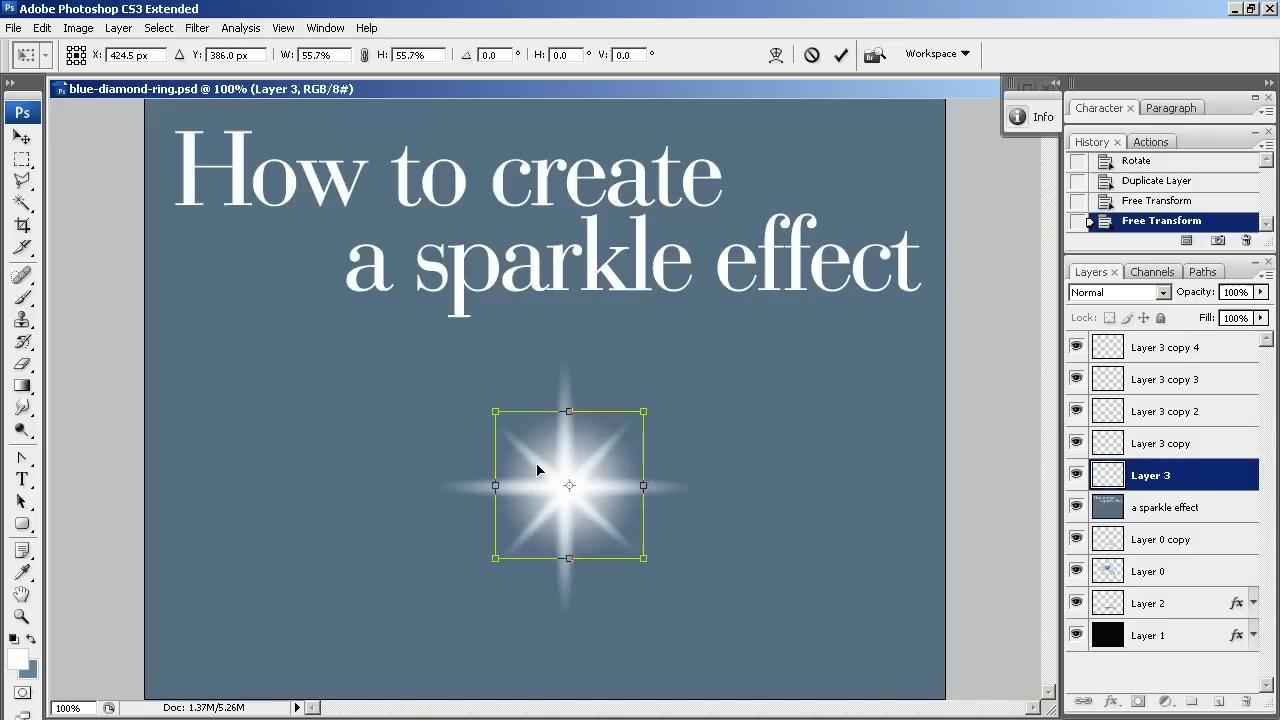 Ps Adobe Photoshop CS3 Extended
File Edit Image Layer Select Filter Analysis View Window Help
X: 424.5 px Y: 386.0 px W: 55.7% H: 55.7% 0.0 ° H: 0.0 ° V: 0.0 ° Br Workspace
blue-diamond-ring.psd @ 100% (Layer 3, RGB/8#)
Ps
Info
Character × Paragraph
History × Actions
Rotate
Duplicate Layer
Free Transform
Free Transform
Layers × Channels Paths
Normal Opacity: 100%
Lock: Fill: 100%
Layer 3 copy 4
Layer 3 copy 3
Layer 3 copy 2
Layer 3 copy
Layer 3
a sparkle effect
Layer 0 copy
Layer 0
Layer 2 fx
Layer 1 fx
How to create
a sparkle effect
T
100% Doc: 1.37M/5.26M